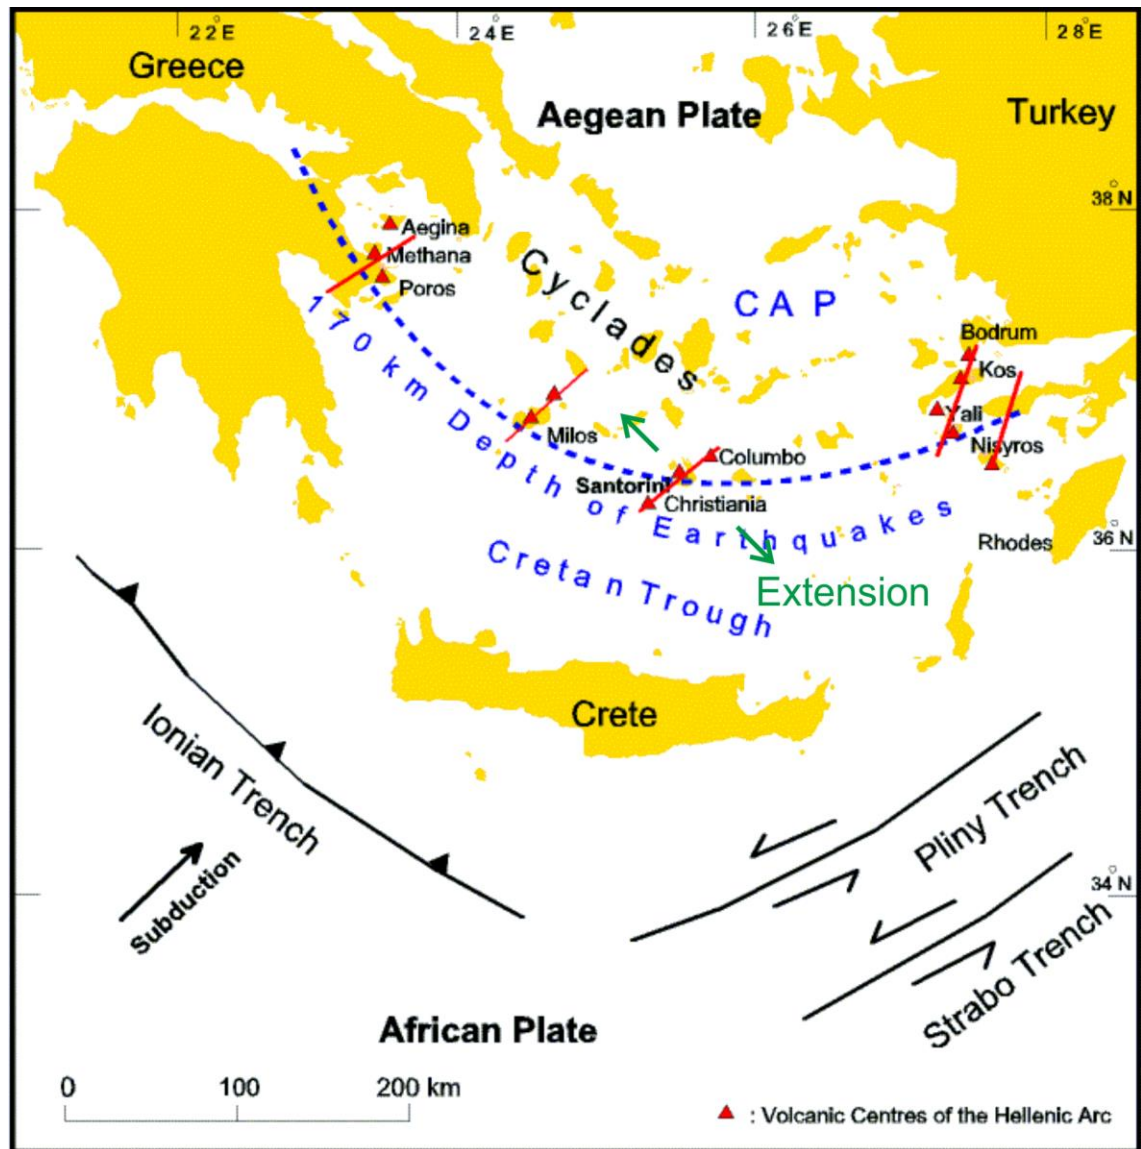 22°E
24°E
26°E
28°E
Greece
Aegean Plate
Turkey
38°N
Aegina
Methana
Poros
Cyclades
CAP
Bodrum
Kos
Yali
Nisyros
Milos
Columbo
Santorini
Christiania
170 km Depth of Earthquakes
36°N
Rhodes
Cretan Trough
Extension
Crete
Ionian Trench
Subduction
Pliny Trench
34°N
Strabo Trench
African Plate
0 100 200 km
: Volcanic Centres of the Hellenic Arc